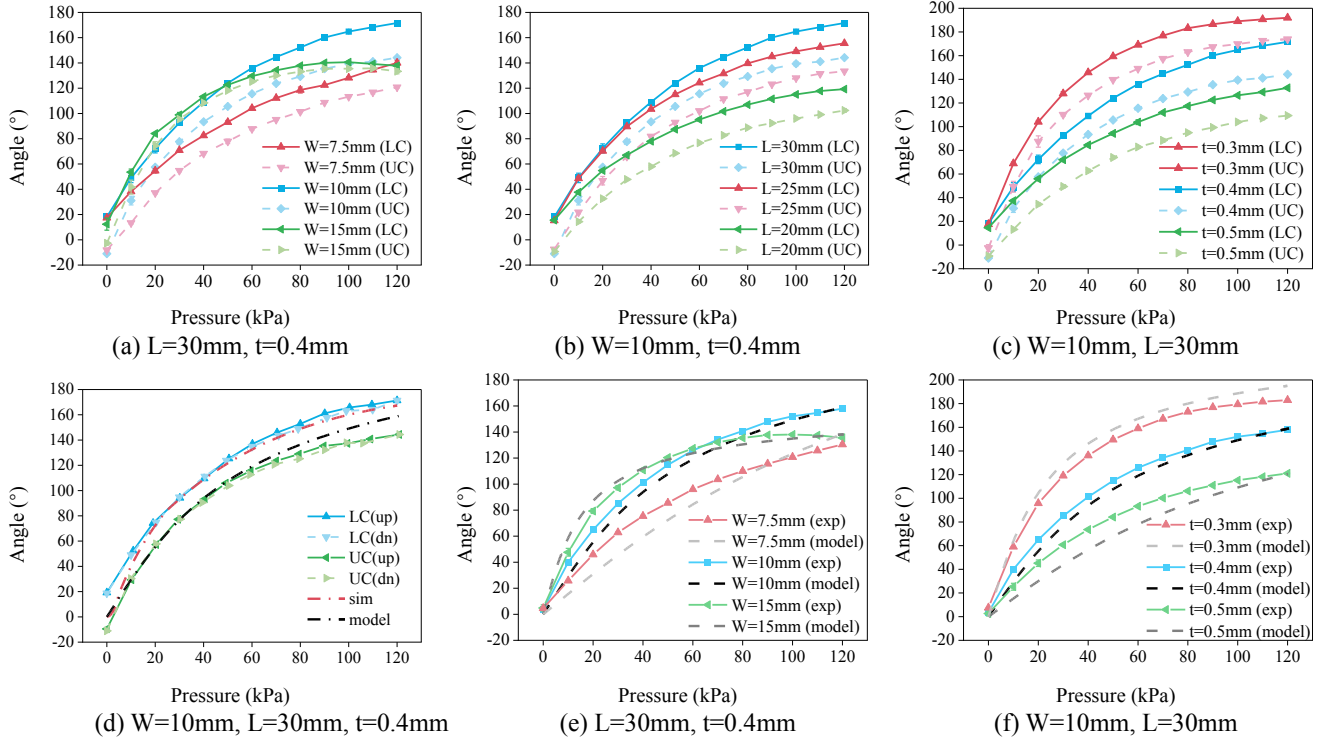 180
160
140
120
100
80
60
40
20
0
-20
Angle (°)
W=7.5mm (LC)
W=7.5mm (UC)
W=10mm (LC)
W=10mm (UC)
W=15mm (LC)
W=15mm (UC)
0 20 40 60 80 100 120
Pressure (kPa)
(a) L=30mm, t=0.4mm
180
160
140
120
100
80
60
40
20
0
-20
Angle (°)
L=30mm (LC)
L=30mm (UC)
L=25mm (LC)
L=25mm (UC)
L=20mm (LC)
L=20mm (UC)
0 20 40 60 80 100 120
Pressure (kPa)
(b) W=10mm, t=0.4mm
200
180
160
140
120
100
80
60
40
20
0
-20
Angle (°)
t=0.3mm (LC)
t=0.3mm (UC)
t=0.4mm (LC)
t=0.4mm (UC)
t=0.5mm (LC)
t=0.5mm (UC)
0 20 40 60 80 100 120
Pressure (kPa)
(c) W=10mm, L=30mm
180
160
140
120
100
80
60
40
20
0
-20
Angle (°)
LC(up)
LC(dn)
UC(up)
UC(dn)
sim
model
0 20 40 60 80 100 120
Pressure (kPa)
(d) W=10mm, L=30mm, t=0.4mm
180
160
140
120
100
80
60
40
20
0
-20
Angle (°)
W=7.5mm (exp)
W=7.5mm (model)
W=10mm (exp)
W=10mm (model)
W=15mm (exp)
W=15mm (model)
0 20 40 60 80 100 120
Pressure (kPa)
(e) L=30mm, t=0.4mm
200
180
160
140
120
100
80
60
40
20
0
-20
Angle (°)
t=0.3mm (exp)
t=0.3mm (model)
t=0.4mm (exp)
t=0.4mm (model)
t=0.5mm (exp)
t=0.5mm (model)
0 20 40 60 80 100 120
Pressure (kPa)
(f) W=10mm, L=30mm